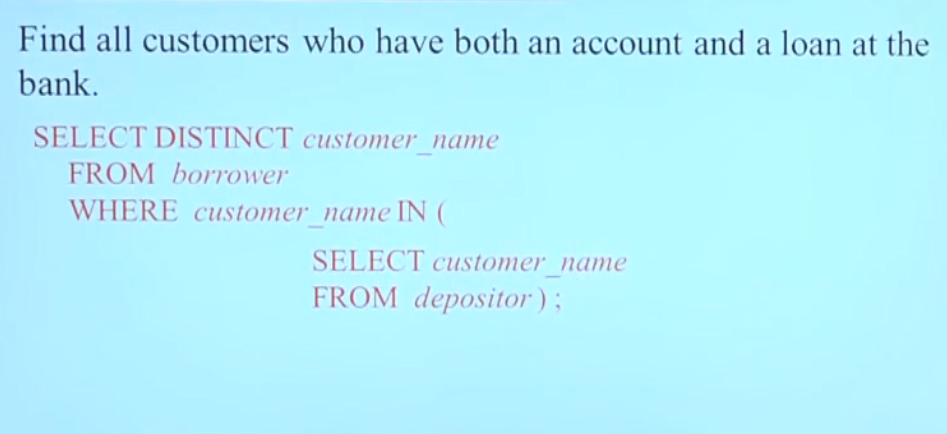 Find all customers who have both an account and a loan at the
bank.
SELECT DISTINCT customer_name
FROM borrower
WHERE customer_name IN (
SELECT customer_name
FROM depositor ) ;